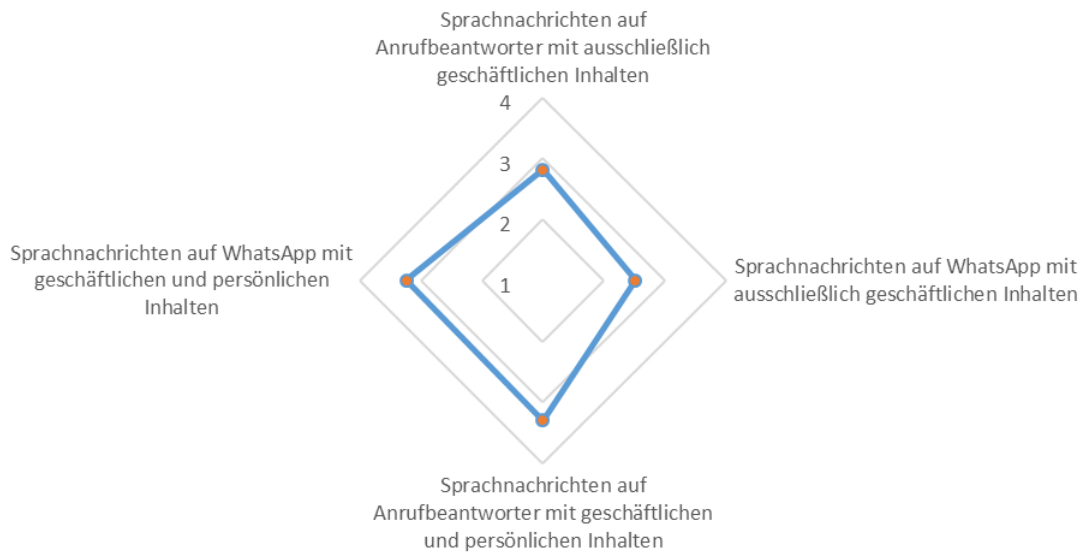 Sprachnachrichten auf
Anrufbeantworter mit ausschließlich
geschäftlichen Inhalten
4
3
2
1
Sprachnachrichten auf WhatsApp mit
geschäftlichen und persönlichen
Inhalten
Sprachnachrichten auf WhatsApp mit
ausschließlich geschäftlichen Inhalten
Sprachnachrichten auf
Anrufbeantworter mit geschäftlichen
und persönlichen Inhalten